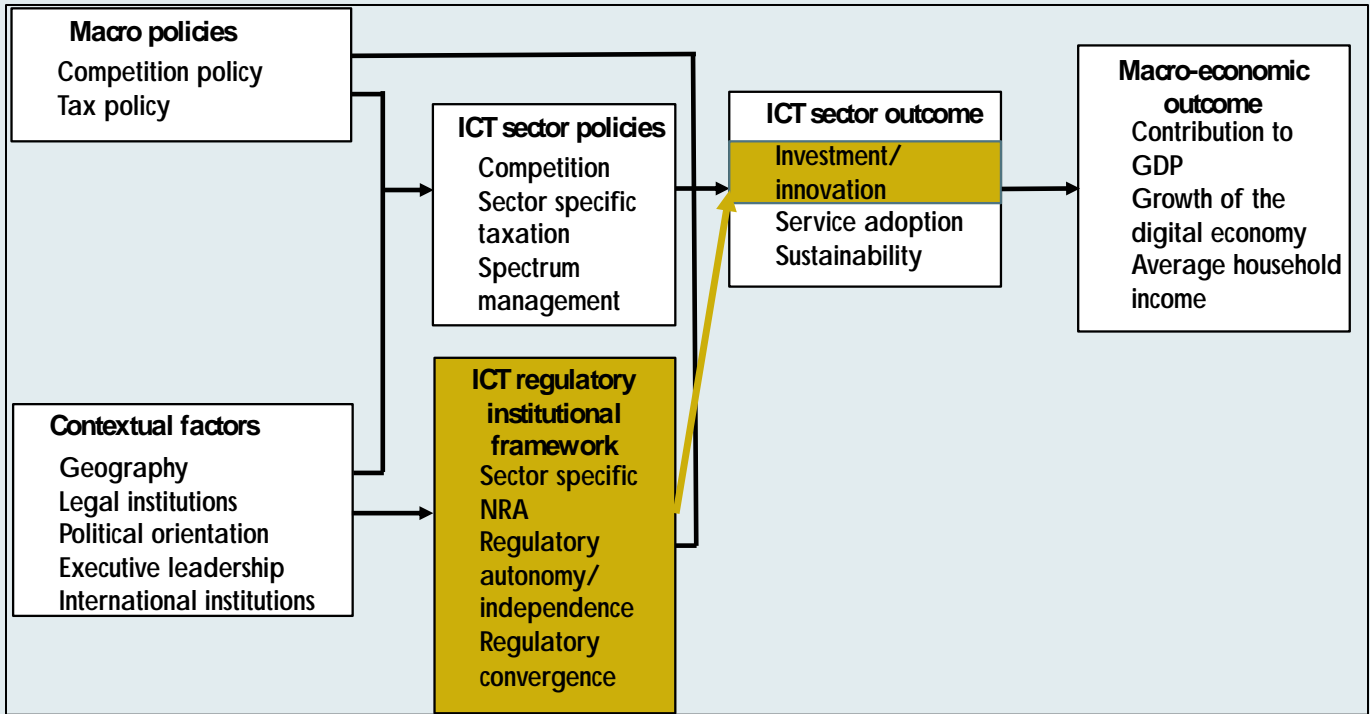 Macro policies
Competition policy
Tax policy
Contextual factors
Geography
Legal institutions
Political orientation
Executive leadership
International institutions
ICT sector policies
Competition
Sector specific
taxation
Spectrum
management
ICT regulatory
institutional
framework
Sector specific
NRA
Regulatory
autonomy/
independence
Regulatory
convergence
ICT sector outcome
Investment/
innovation
Service adoption
Sustainability
Macro-economic
outcome
Contribution to
GDP
Growth of the
digital economy
Average household
income